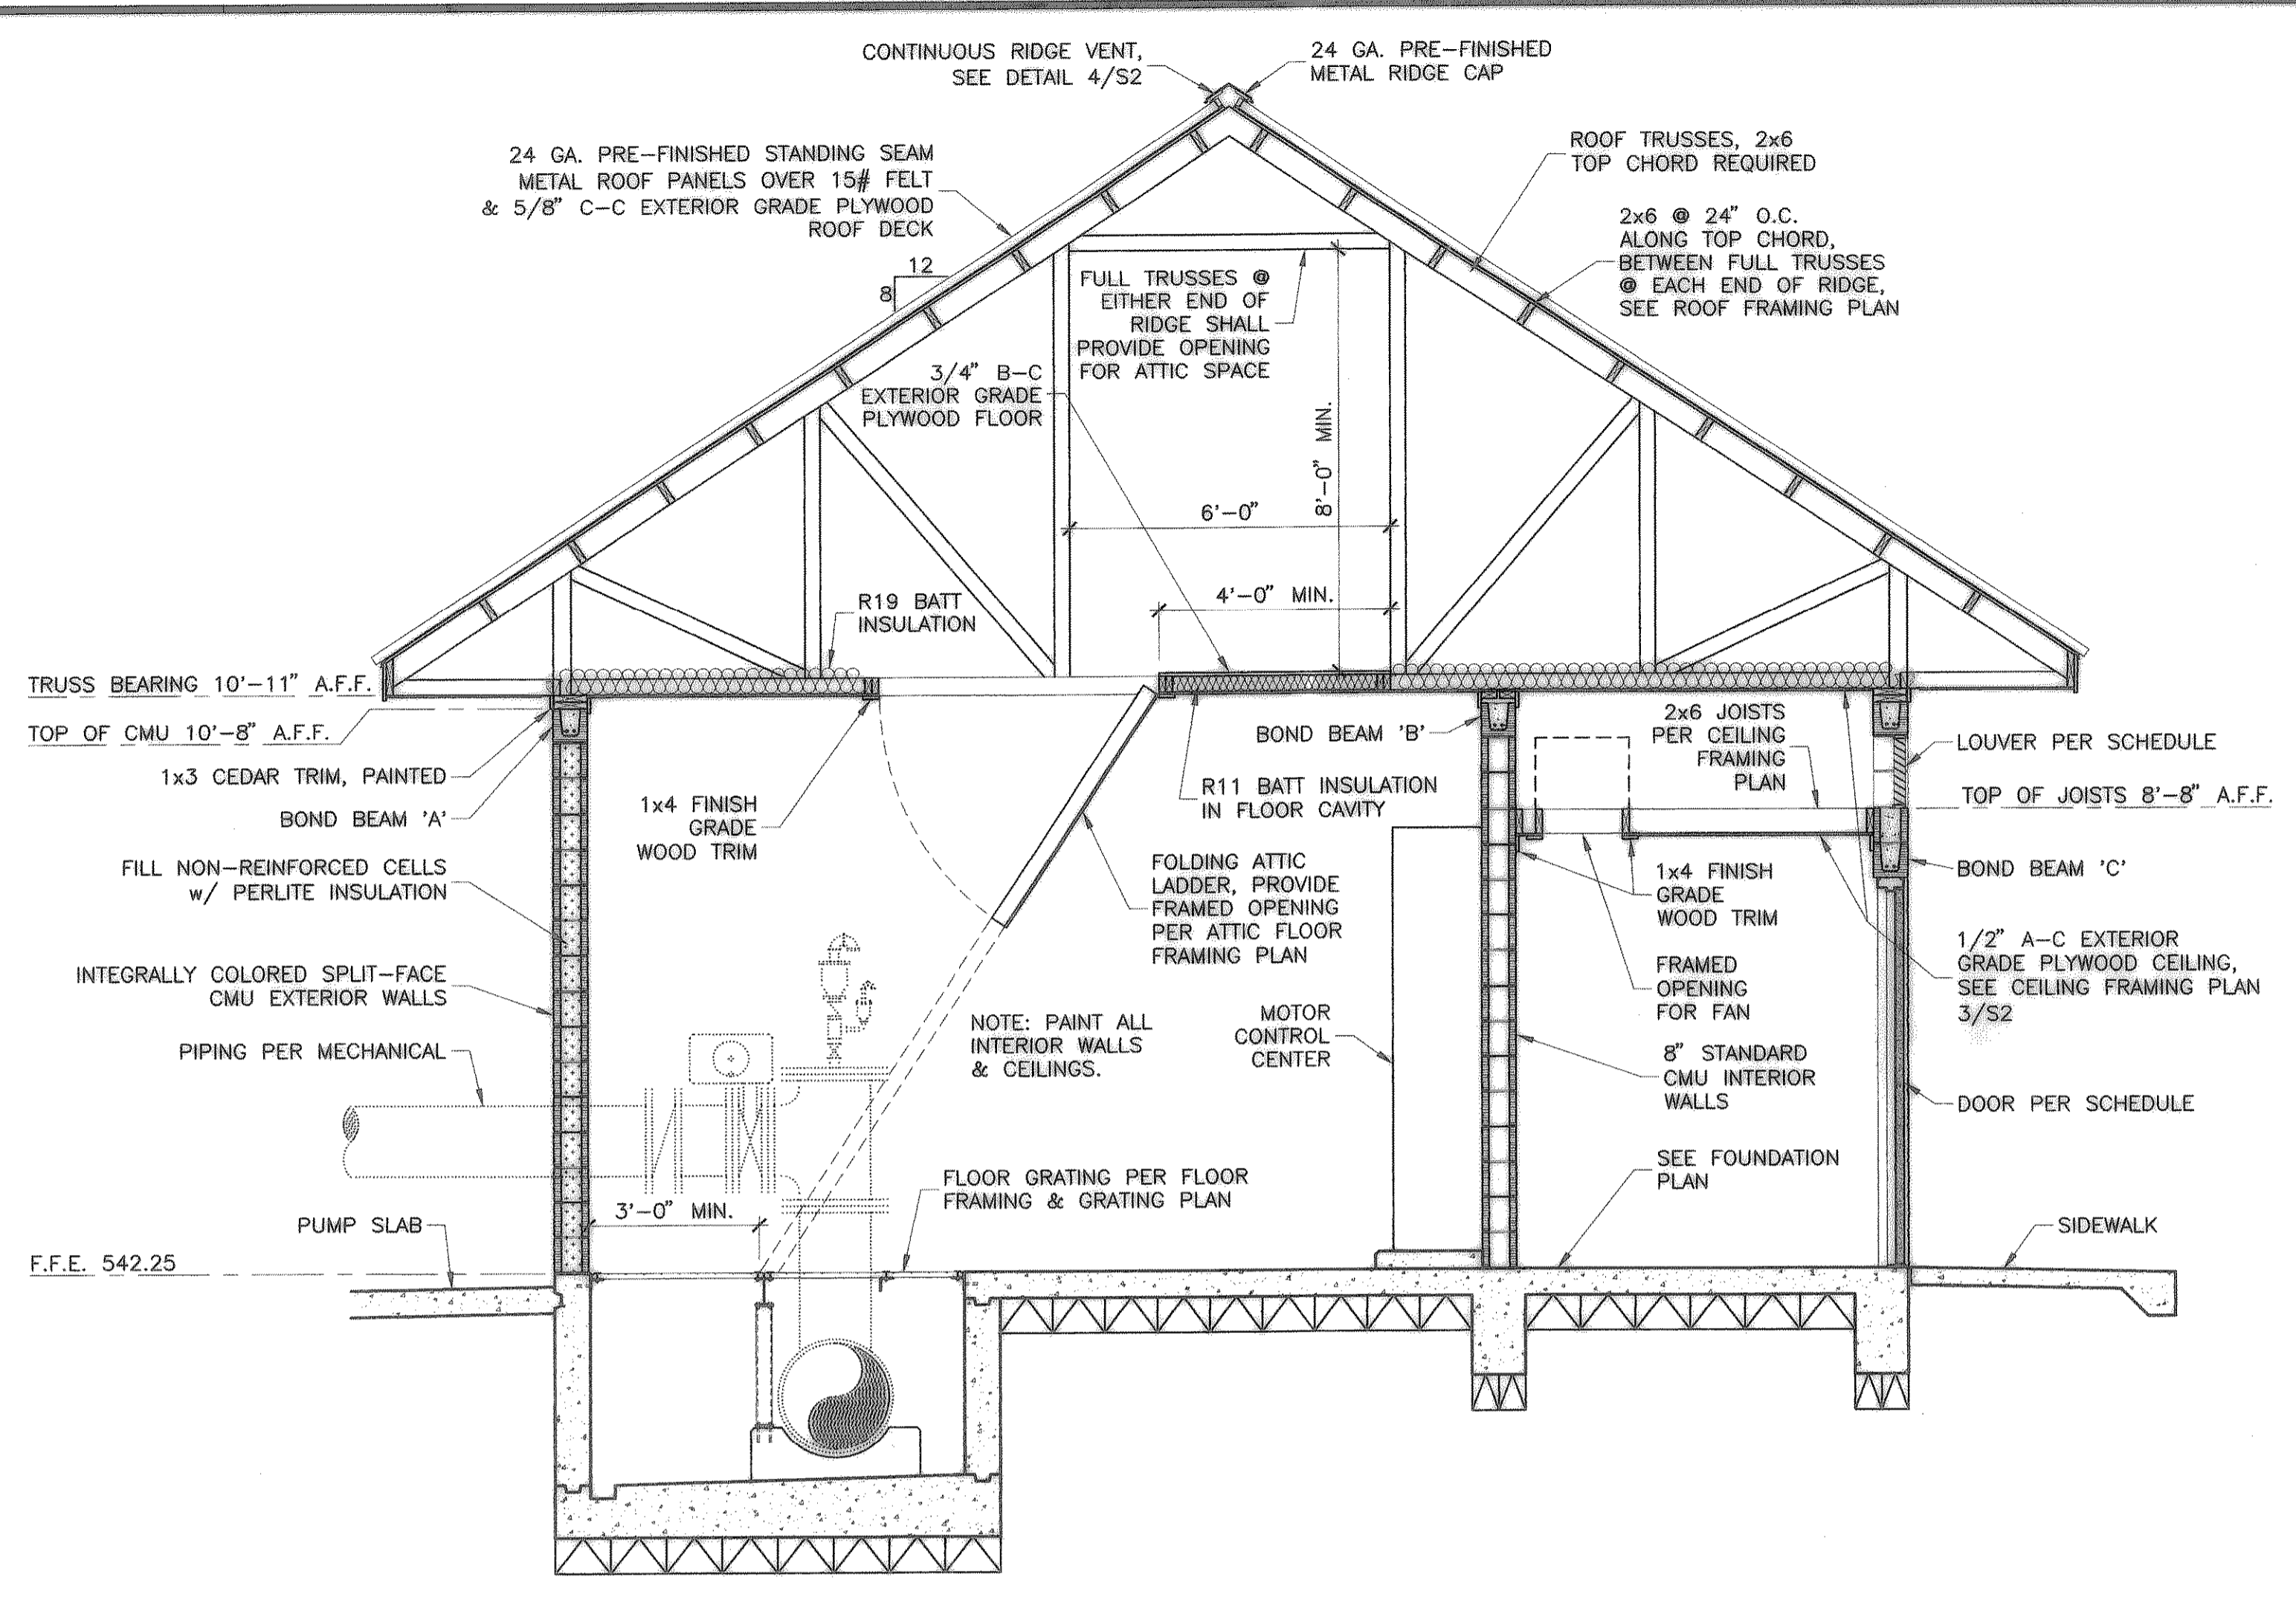 CONTINUOUS RIDGE VENT,
SEE DETAIL 4/S2
24 GA. PRE-FINISHED
METAL RIDGE CAP
24 GA. PRE-FINISHED STANDING SEAM
METAL ROOF PANELS OVER 15# FELT
& 5/8" C-C EXTERIOR GRADE PLYWOOD
ROOF DECK
ROOF TRUSSES, 2x6
TOP CHORD REQUIRED
2x6 @ 24" O.C.
ALONG TOP CHORD,
BETWEEN FULL TRUSSES
@ EACH END OF RIDGE,
SEE ROOF FRAMING PLAN
12
8
FULL TRUSSES @
EITHER END OF
RIDGE SHALL
PROVIDE OPENING
FOR ATTIC SPACE
3/4" B-C
EXTERIOR GRADE
PLYWOOD FLOOR
8'-0" MIN.
6'-0"
4'-0" MIN.
R19 BATT
INSULATION
TRUSS BEARING 10'-11" A.F.F.
TOP OF CMU 10'-8" A.F.F.
1x3 CEDAR TRIM, PAINTED
BOND BEAM 'A'
FILL NON-REINFORCED CELLS
w/ PERLITE INSULATION
INTEGRALLY COLORED SPLIT-FACE
CMU EXTERIOR WALLS
PIPING PER MECHANICAL
PUMP SLAB
F.F.E. 542.25
1x4 FINISH
GRADE
WOOD TRIM
BOND BEAM 'B'
R11 BATT INSULATION
IN FLOOR CAVITY
FOLDING ATTIC
LADDER, PROVIDE
FRAMED OPENING
PER ATTIC FLOOR
FRAMING PLAN
NOTE: PAINT ALL
INTERIOR WALLS
& CEILINGS.
MOTOR
CONTROL
CENTER
3'-0" MIN.
FLOOR GRATING PER FLOOR
FRAMING & GRATING PLAN
2x6 JOISTS
PER CEILING
FRAMING
PLAN
LOUVER PER SCHEDULE
TOP OF JOISTS 8'-8" A.F.F.
BOND BEAM 'C'
1x4 FINISH
GRADE
WOOD TRIM
FRAMED
OPENING
FOR FAN
1/2" A-C EXTERIOR
GRADE PLYWOOD CEILING,
SEE CEILING FRAMING PLAN
3/S2
8" STANDARD
CMU INTERIOR
WALLS
DOOR PER SCHEDULE
SEE FOUNDATION
PLAN
SIDEWALK